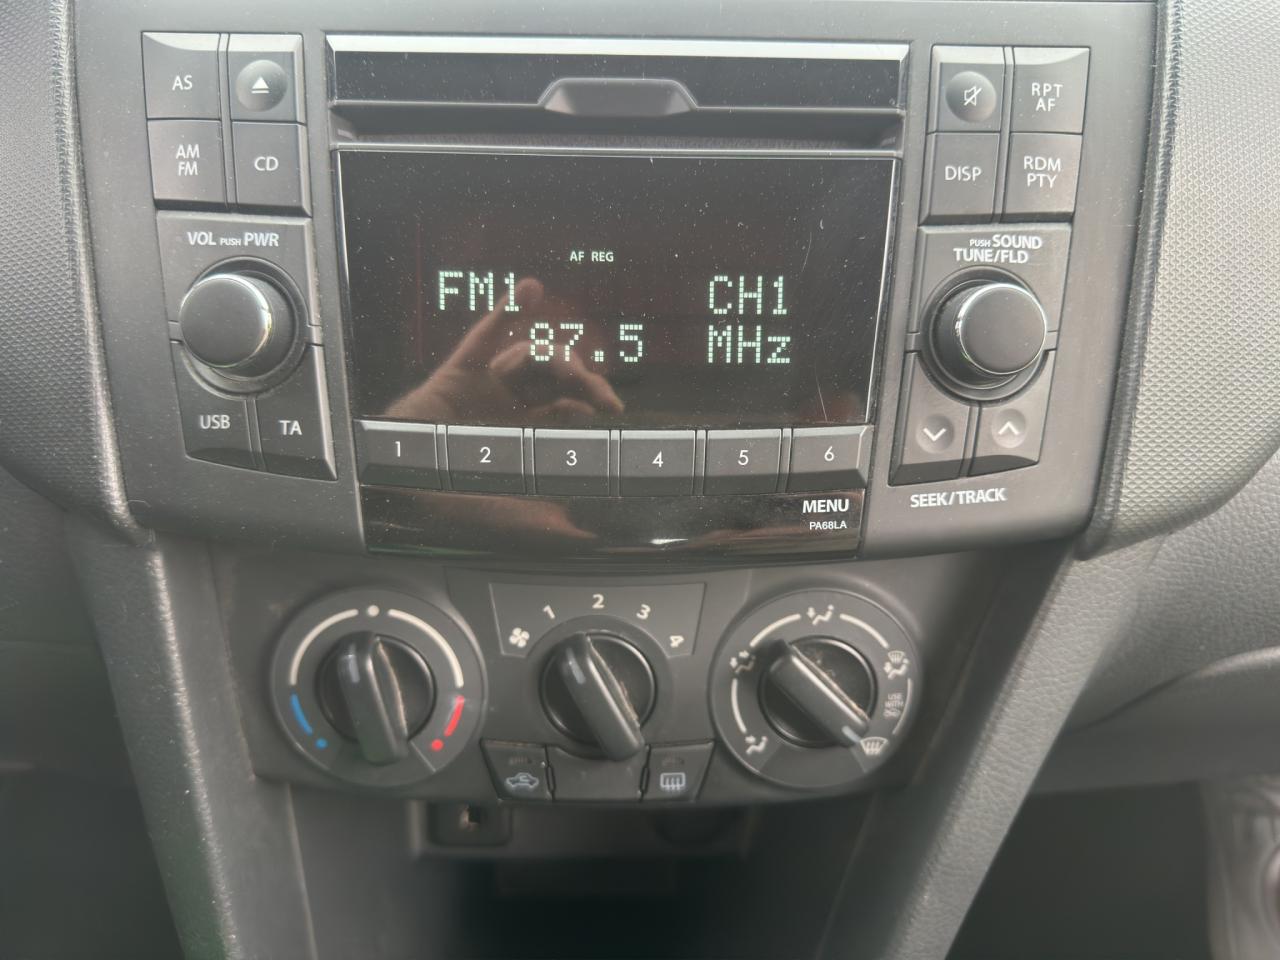 AS
AM
FM
CD
VOL PUSH PWR
USB
TA
AF REG
FM1 CH1
87.5 MHz
1 2 3 4 5 6
MENU
PA68LA
RPT
AF
DISP
RDM
PTY
PUSH SOUND
TUNE/FLD
SEEK/TRACK
1 2 3 4
USE
WITH